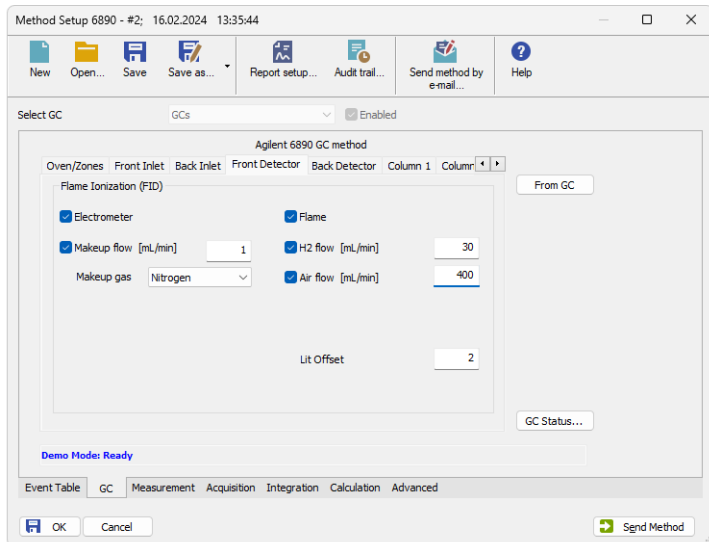 Method Setup 6890 - #2; 16.02.2024 13:35:44
New Open... Save Save as... Report setup... Audit trail... Send method by e-mail... Help
Select GC GCs Enabled
Agilent 6890 GC method
Oven/Zones Front Inlet Back Inlet Front Detector Back Detector Column 1 Column
From GC
Flame Ionization (FID)
Electrometer Flame
Makeup flow [mL/min] 1 H2 flow [mL/min] 30
Makeup gas Nitrogen Air flow [mL/min] 400
Lit Offset 2
GC Status...
Demo Mode: Ready
Event Table GC Measurement Acquisition Integration Calculation Advanced
OK Cancel Send Method